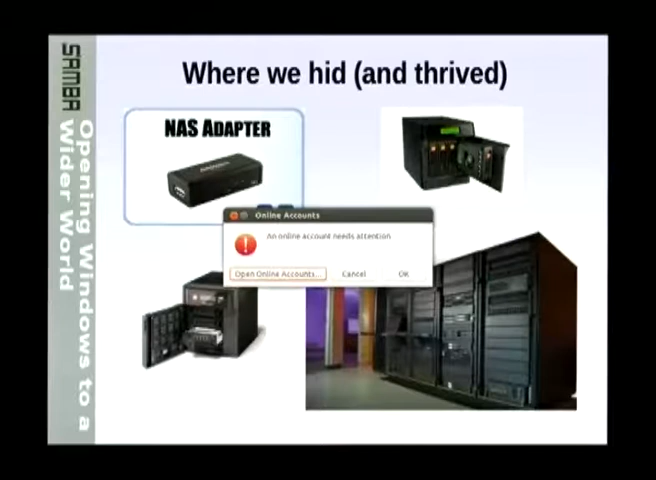 Where we hid (and thrived)
SAMBA
Opening Windows to a
Wider World
NAS ADAPTER
Online Accounts
An online account needs attention
Open Online Accounts...
Cancel
OK